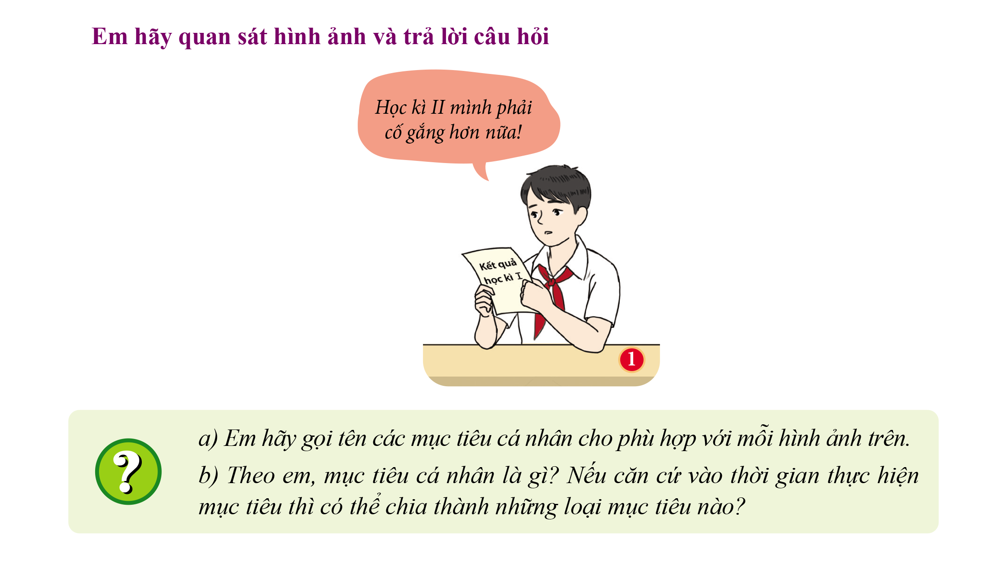 Em hãy quan sát hình ảnh và trả lời câu hỏi
Học kì II mình phải
cố gắng hơn nữa!
Kết quả
học kì I
1
?
a) Em hãy gọi tên các mục tiêu cá nhân cho phù hợp với mỗi hình ảnh trên.
b) Theo em, mục tiêu cá nhân là gì? Nếu căn cứ vào thời gian thực hiện
mục tiêu thì có thể chia thành những loại mục tiêu nào?